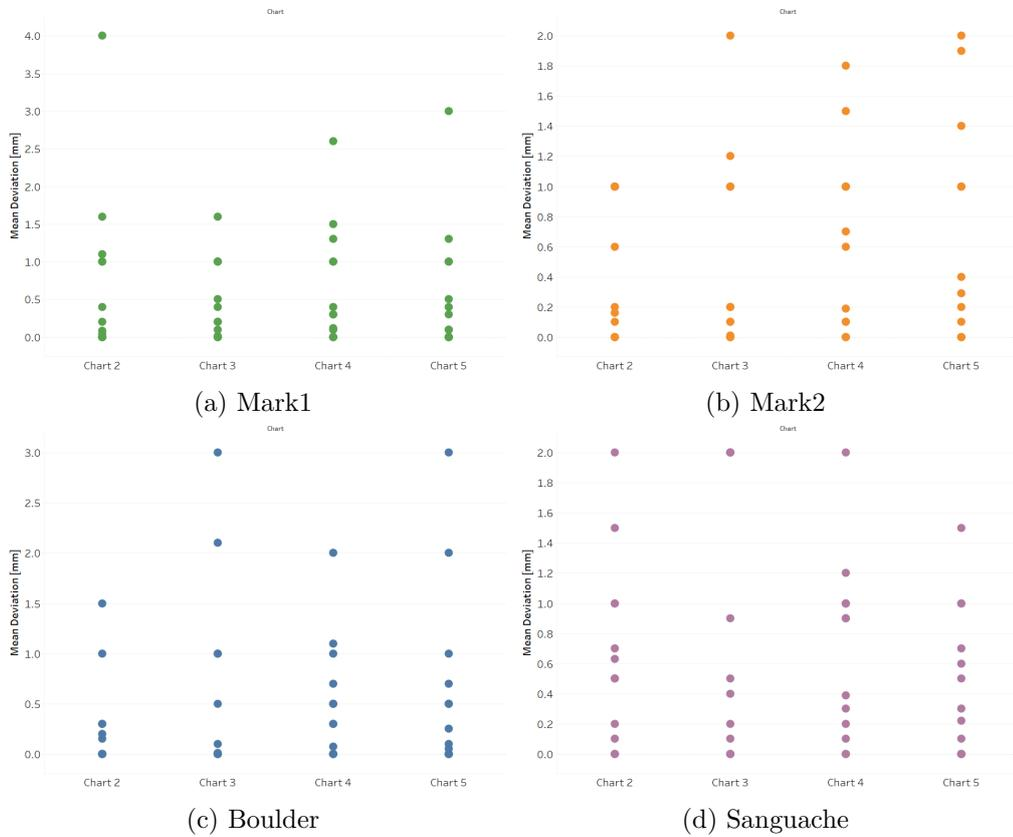 Chart
Mean Deviation [mm]
4.0
3.5
3.0
2.5
2.0
1.5
1.0
0.5
0.0
Chart 2 Chart 3 Chart 4 Chart 5
(a) Mark1
Chart
Mean Deviation [mm]
2.0
1.8
1.6
1.4
1.2
1.0
0.8
0.6
0.4
0.2
0.0
Chart 2 Chart 3 Chart 4 Chart 5
(b) Mark2
Chart
Mean Deviation [mm]
3.0
2.5
2.0
1.5
1.0
0.5
0.0
Chart 2 Chart 3 Chart 4 Chart 5
(c) Boulder
Chart
Mean Deviation [mm]
2.0
1.8
1.6
1.4
1.2
1.0
0.8
0.6
0.4
0.2
0.0
Chart 2 Chart 3 Chart 4 Chart 5
(d) Sanguache